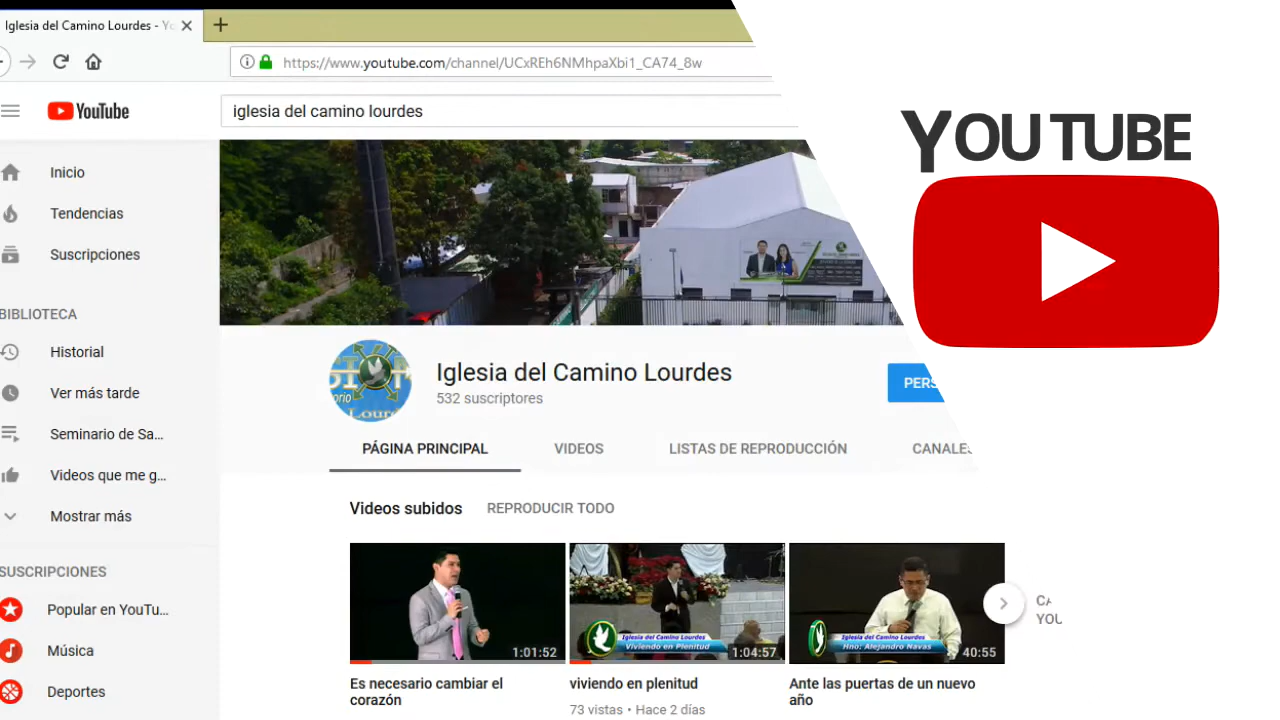 Iglesia del Camino Lourdes - Yo
https://www.youtube.com/channel/UCxREh6NMhpaXbi1_CA74_8w
YouTube
iglesia del camino lourdes
YOUTUBE
Inicio
Tendencias
Suscripciones
BIBLIOTECA
Historial
Ver más tarde
Seminario de Sa...
Videos que me g...
Mostrar más
SUSCRIPCIONES
Popular en YouTu...
Música
Deportes
Iglesia del Camino Lourdes
532 suscriptores
PERS
PÁGINA PRINCIPAL VIDEOS LISTAS DE REPRODUCCIÓN CANALES
Videos subidos REPRODUCIR TODO
1:01:52
Iglesia del Camino Lourdes
Viviendo en Plenitud
1:04:57
Iglesia del Camino Lourdes
Hno: Alejandro Navas
40:55
CA
YOU
Es necesario cambiar el
corazón
viviendo en plenitud
73 vistas • Hace 2 días
Ante las puertas de un nuevo
año